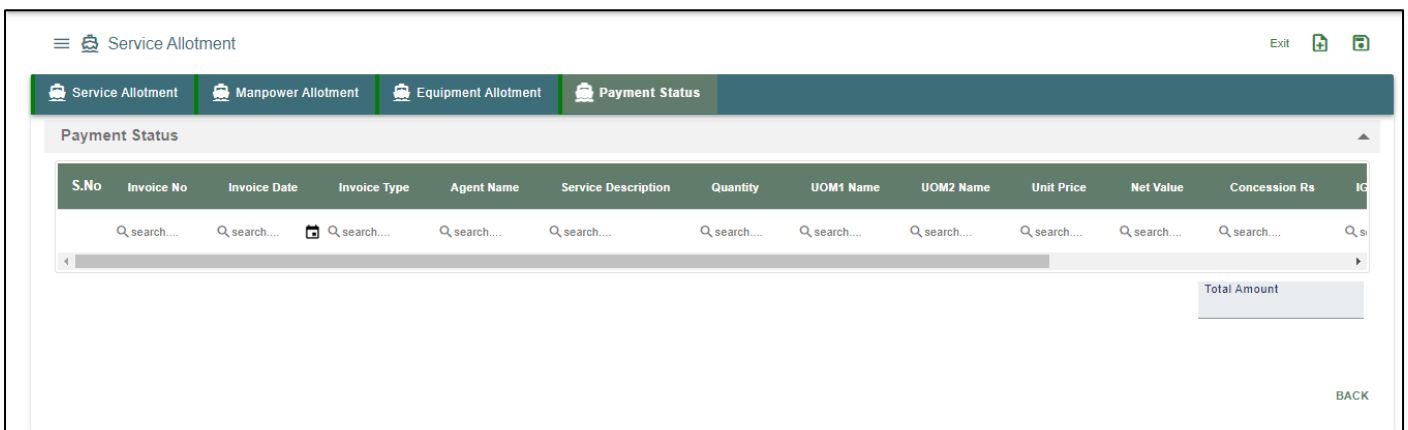 Service Allotment
Exit
Service Allotment Manpower Allotment Equipment Allotment Payment Status
Payment Status
S.No Invoice No Invoice Date Invoice Type Agent Name Service Description Quantity UOM1 Name UOM2 Name Unit Price Net Value Concession Rs IG
search.... search.... search.... search.... search.... search.... search.... search.... search.... search.... search.... s
Total Amount
BACK